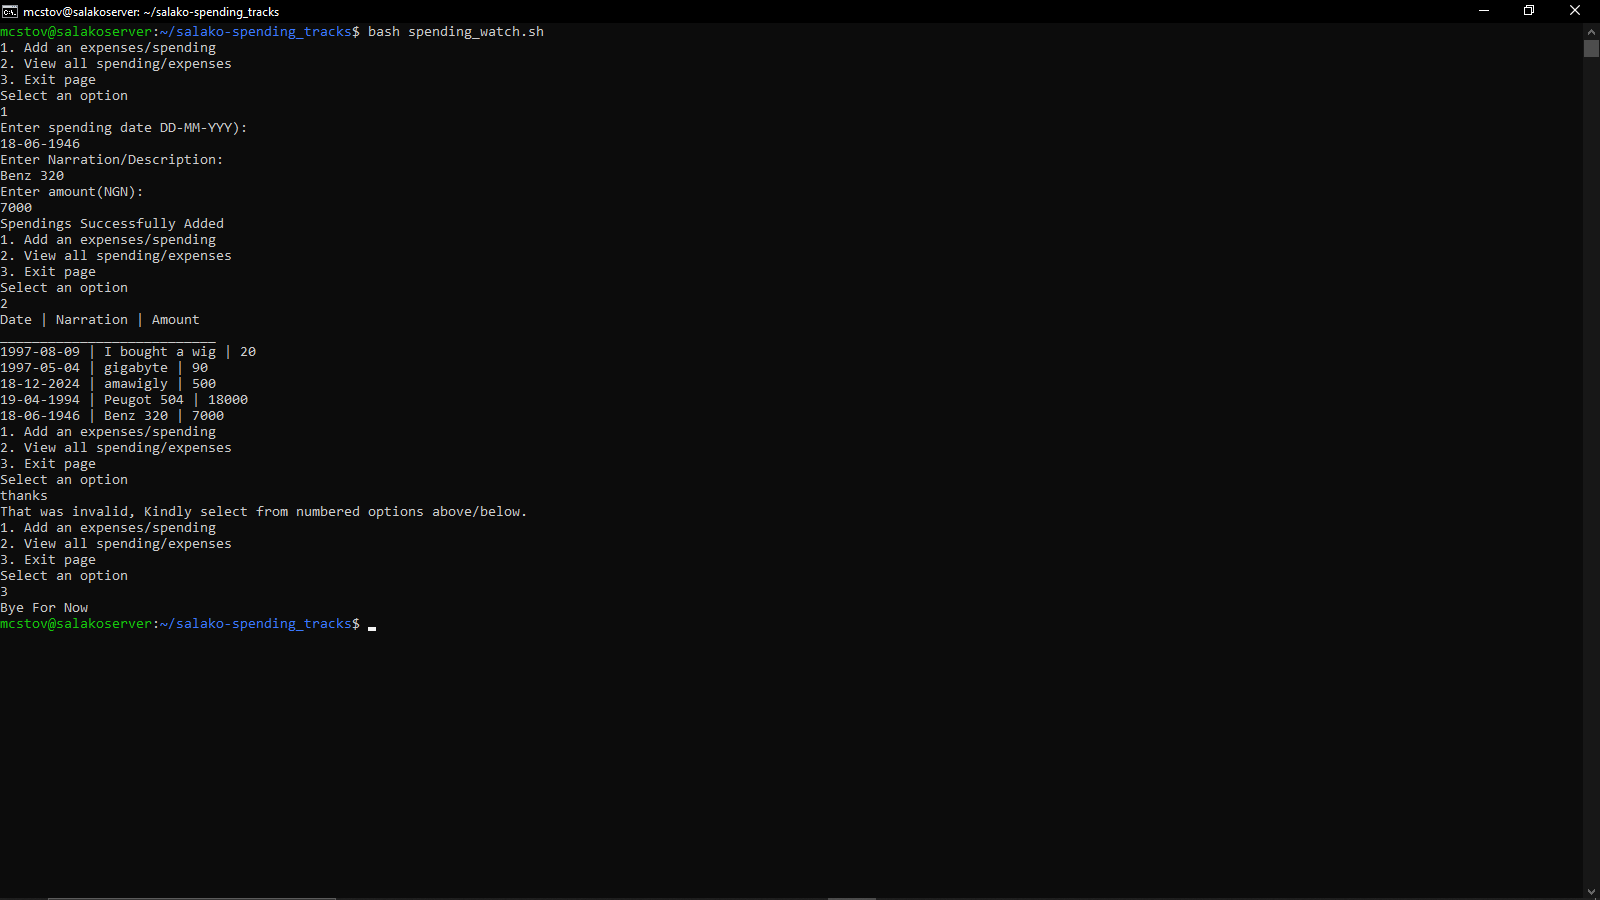 mcstov@salakoserver: ~/salako-spending_tracks
mcstov@salakoserver:~/salako-spending_tracks$ bash spending_watch.sh
1. Add an expenses/spending
2. View all spending/expenses
3. Exit page
Select an option
1
Enter spending date DD-MM-YYY):
18-06-1946
Enter Narration/Description:
Benz 320
Enter amount(NGN):
7000
Spendings Successfully Added
1. Add an expenses/spending
2. View all spending/expenses
3. Exit page
Select an option
2
Date | Narration | Amount
___________________________
1997-08-09 | I bought a wig | 20
1997-05-04 | gigabyte | 90
18-12-2024 | amawigly | 500
19-04-1994 | Peugot 504 | 18000
18-06-1946 | Benz 320 | 7000
1. Add an expenses/spending
2. View all spending/expenses
3. Exit page
Select an option
thanks
That was invalid, Kindly select from numbered options above/below.
1. Add an expenses/spending
2. View all spending/expenses
3. Exit page
Select an option
3
Bye For Now
mcstov@salakoserver:~/salako-spending_tracks$